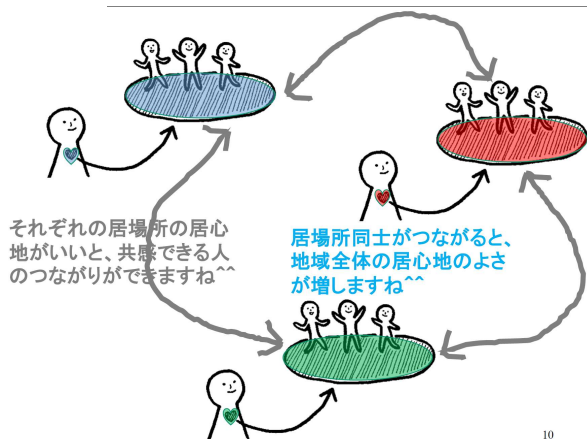 それぞれの居場所の居心
地がいいと、共感できる人
のつながりができますね^^
居場所同士がつながると、
地域全体の居心地のよさ
が増しますね^^
10